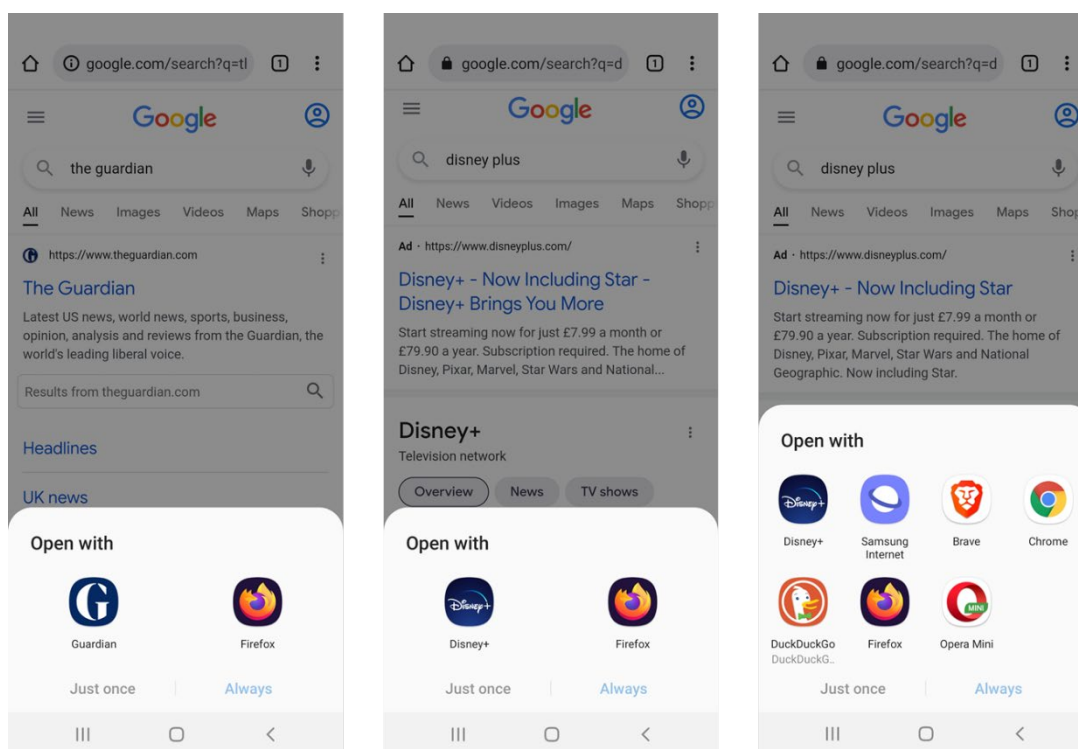 google.com/search?q=tl 1
Google
the guardian
All News Images Videos Maps Shopp
https://www.theguardian.com
The Guardian
Latest US news, world news, sports, business,
opinion, analysis and reviews from the Guardian, the
world's leading liberal voice.
Results from theguardian.com
Headlines
UK news
Open with
Guardian Firefox
Just once Always
google.com/search?q=d 1
Google
disney plus
All News Videos Images Maps Shopp
Ad · https://www.disneyplus.com/
Disney+ - Now Including Star -
Disney+ Brings You More
Start streaming now for just £7.99 a month or
£79.90 a year. Subscription required. The home of
Disney, Pixar, Marvel, Star Wars and National...
Disney+
Television network
Overview News TV shows
Open with
Disney+
Disney+ Firefox
Just once Always
google.com/search?q=d 1
Google
disney plus
All News Videos Images Maps Shop
Ad · https://www.disneyplus.com/
Disney+ - Now Including Star
Start streaming now for just £7.99 a month or
£79.90 a year. Subscription required. The home of
Disney, Pixar, Marvel, Star Wars and National
Geographic. Now including Star.
Open with
Disney+
Disney+ Samsung Brave Chrome
Internet
MINI
DuckDuckGo Firefox Opera Mini
DuckDuckG..
Just once Always